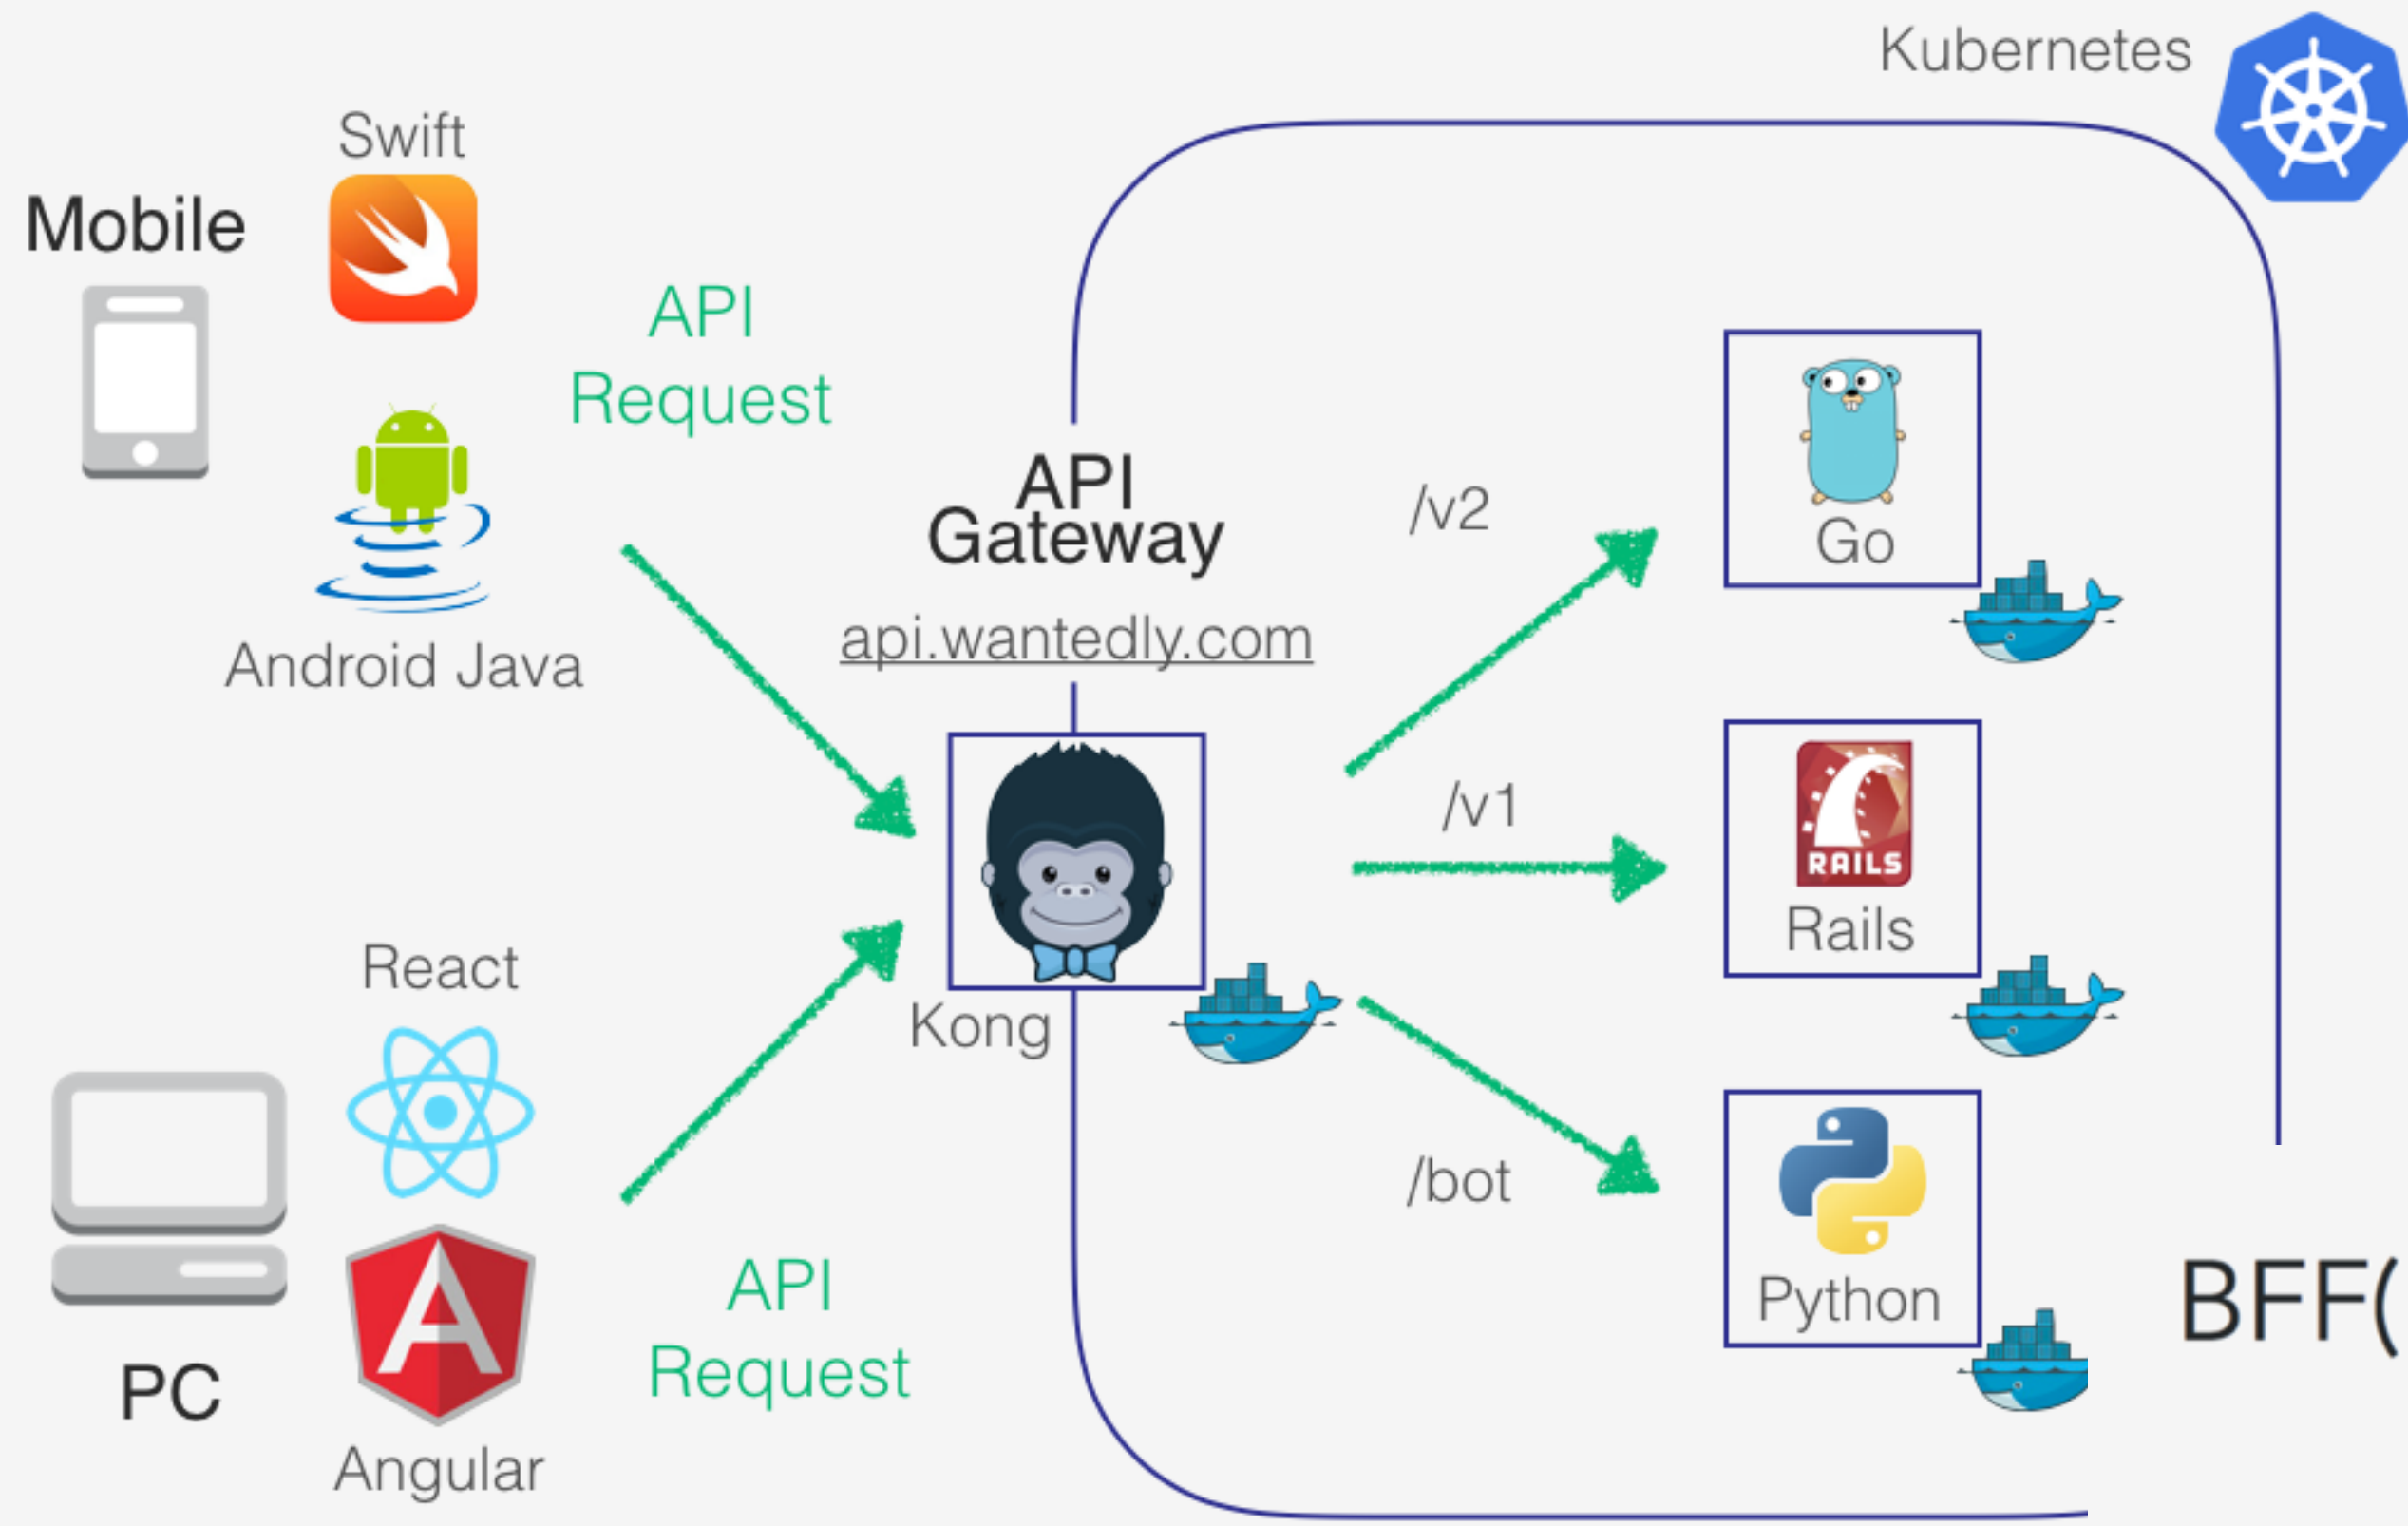 Kubernetes
Swift
Mobile
API
Request
Android Java
API
Gateway
api.wantedly.com
/v2
Go
/v1
RAILS
Rails
Kong
React
/bot
Python
BFF(
API
Request
PC
Angular